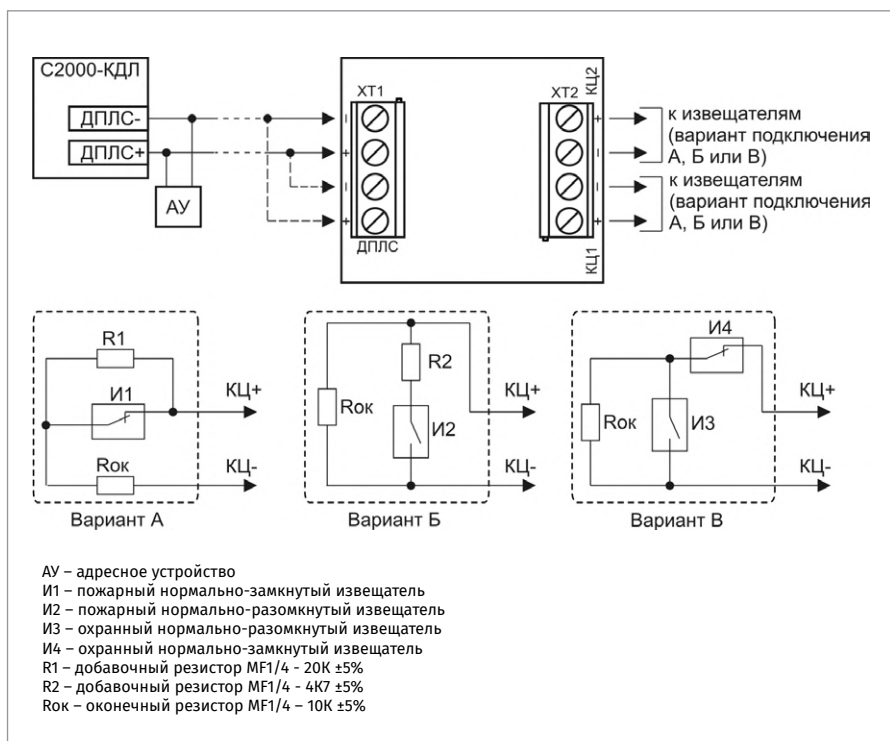 С2000-КДЛ
ДПЛС-
ДПЛС+
АУ
XT1
-
+
-
+
ДПЛС
XT2
КЦ2
+
-
-
+
КЦ1
к извещателям
(вариант подключения
А, Б или В)
к извещателям
(вариант подключения
А, Б или В)
R1
И1
Rок
КЦ+
КЦ-
Вариант А
Rок
R2
И2
КЦ+
КЦ-
Вариант Б
И4
Rок
И3
КЦ+
КЦ-
Вариант В
АУ – адресное устройство
И1 – пожарный нормально-замкнутый извещатель
И2 – пожарный нормально-разомкнутый извещатель
И3 – охранный нормально-разомкнутый извещатель
И4 – охранный нормально-замкнутый извещатель
R1 – добавочный резистор MF1/4 - 20К ±5%
R2 – добавочный резистор MF1/4 - 4К7 ±5%
Rок – оконечный резистор MF1/4 – 10К ±5%